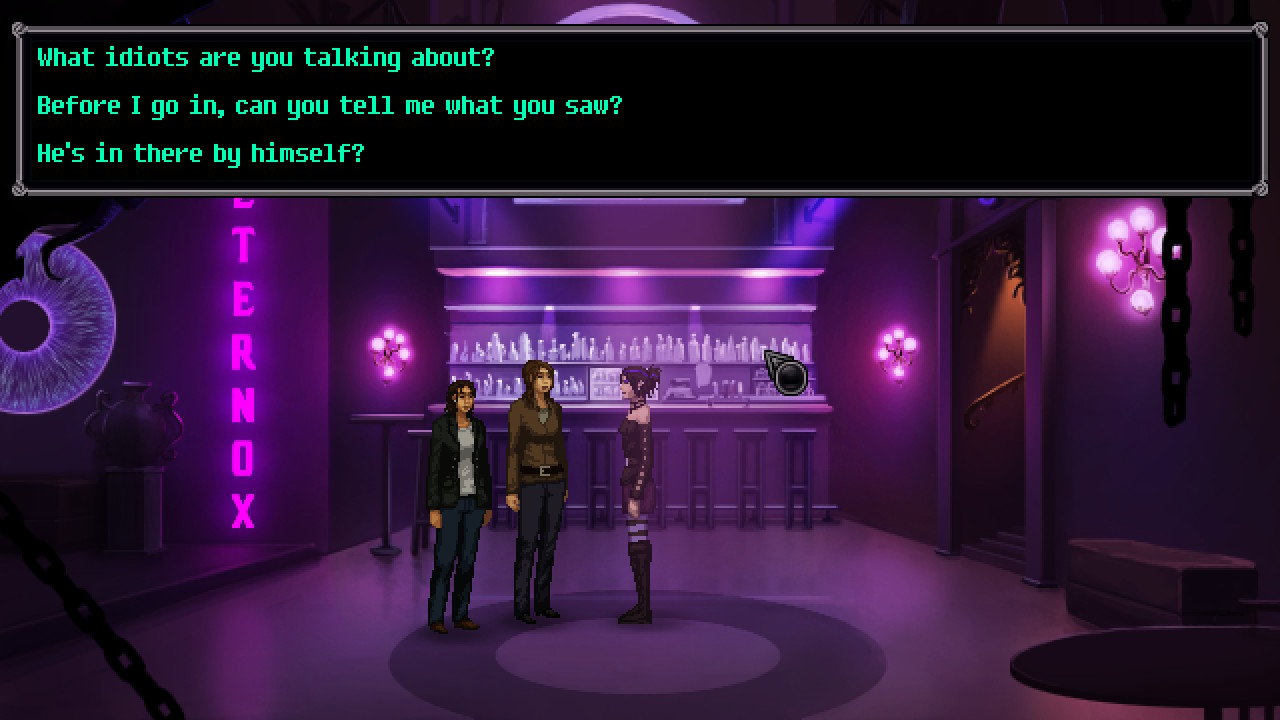 What idiots are you talking about?
Before I go in, can you tell me what you saw?
He's in there by himself?
TERNOX